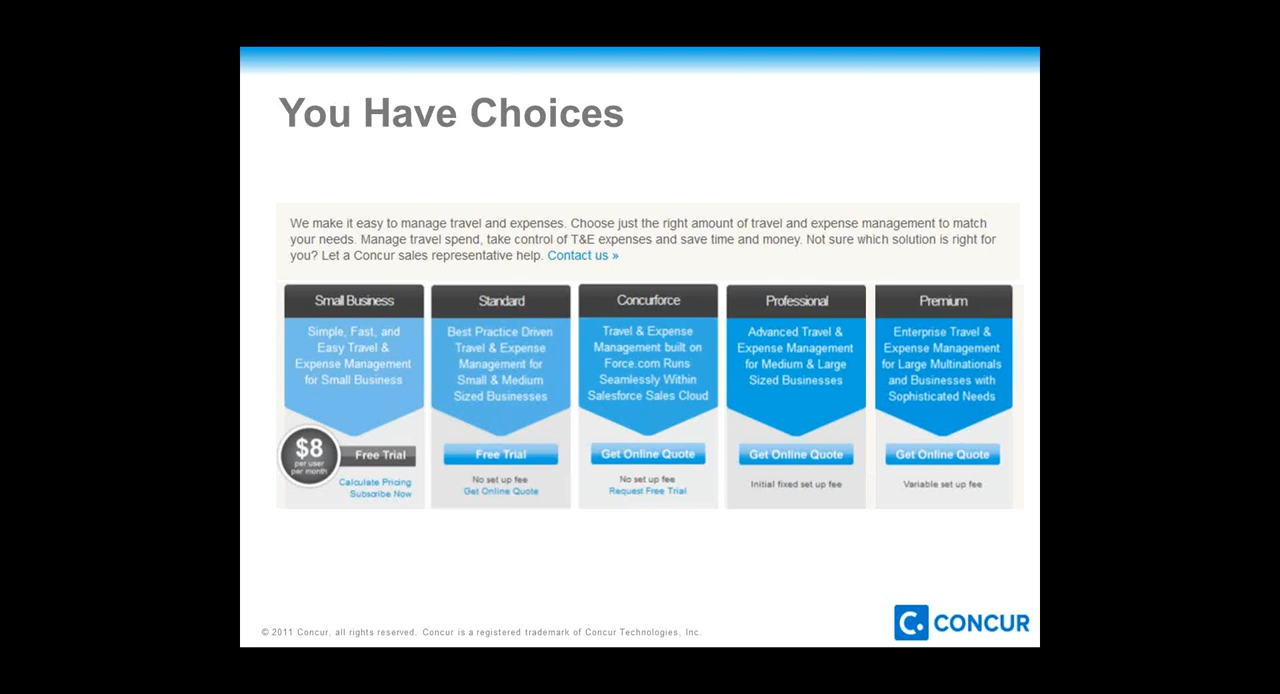 You Have Choices
We make it easy to manage travel and expenses. Choose just the right amount of travel and expense management to match
your needs. Manage travel spend, take control of T&E expenses and save time and money. Not sure which solution is right for
you? Let a Concur sales representative help. Contact us »
Small Business
Simple, Fast, and
Easy Travel &
Expense Management
for Small Business
$8
per user
per month
Free Trial
Calculate Pricing
Subscribe Now
Standard
Best Practice Driven
Travel & Expense
Management for
Small & Medium
Sized Businesses
Free Trial
No set up fee
Get Online Quote
Concurforce
Travel & Expense
Management built on
Force.com Runs
Seamlessly Within
Salesforce Sales Cloud
Get Online Quote
No set up fee
Request Free Trial
Professional
Advanced Travel &
Expense Management
for Medium & Large
Sized Businesses
Get Online Quote
Initial fixed set up fee
Premium
Enterprise Travel &
Expense Management
for Large Multinationals
and Businesses with
Sophisticated Needs
Get Online Quote
Variable set up fee
© 2011 Concur, all rights reserved. Concur is a registered trademark of Concur Technologies, Inc.
C. CONCUR